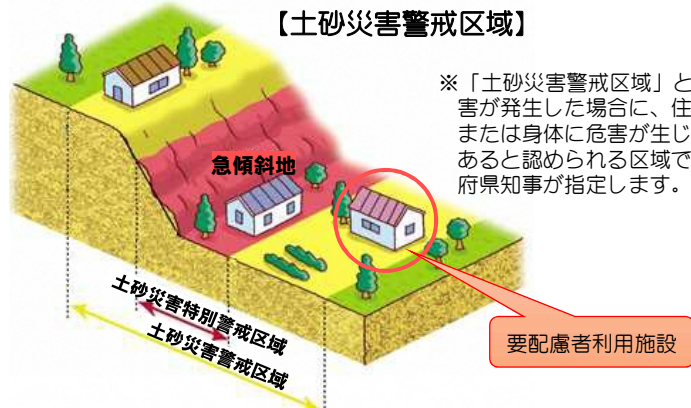 【土砂災害警戒区域】
※「土砂災害警戒区域」と
害が発生した場合に、住
または身体に危害が生じ
あると認められる区域で
府県知事が指定します。
急傾斜地
土砂災害特別警戒区域
土砂災害警戒区域
要配慮者利用施設